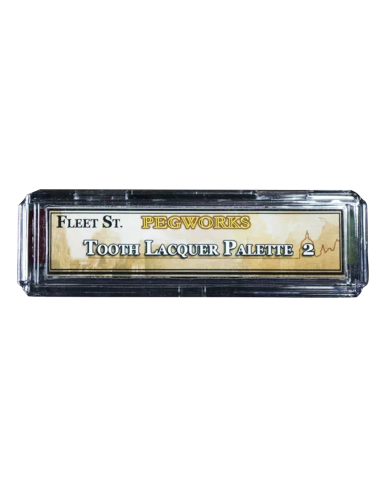 FLEET ST. PEGWORKS
TOOTH LACQUER PALETTE 2